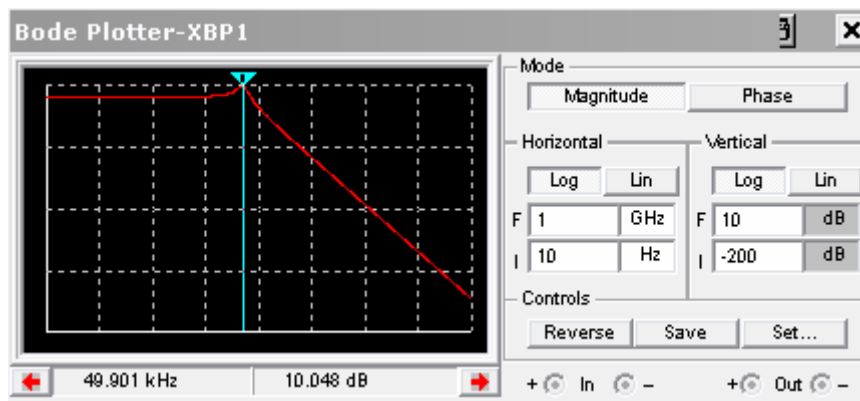 Bode Plotter-XBP1
Mode
Magnitude Phase
Horizontal
Log Lin
F 1 GHz
I 10 Hz
Vertical
Log Lin
F 10 dB
I -200 dB
Controls
Reverse Save Set...
49.901 kHz 10.048 dB
+ In - + Out -